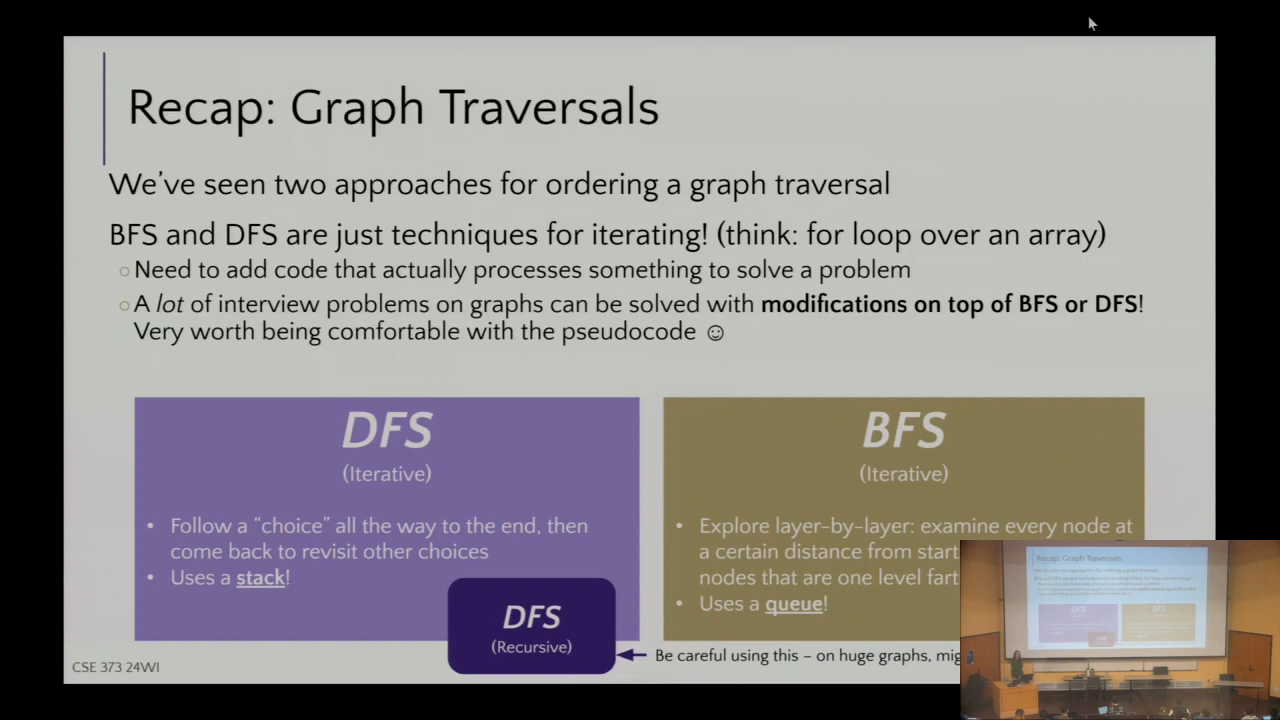 Recap: Graph Traversals
We've seen two approaches for ordering a graph traversal
BFS and DFS are just techniques for iterating! (think: for loop over an array)
○ Need to add code that actually processes something to solve a problem
○ A lot of interview problems on graphs can be solved with modifications on top of BFS or DFS!
Very worth being comfortable with the pseudocode ☺
DFS
(Iterative)
• Follow a “choice” all the way to the end, then
come back to revisit other choices
• Uses a stack!
BFS
(Iterative)
• Explore layer-by-layer: examine every node at
a certain distance from start
nodes that are one level
• Uses a queue!
DFS
(Recursive)
Be careful using this – on huge graphs,
CSE 373 24WI
Recap: Graph Traversals